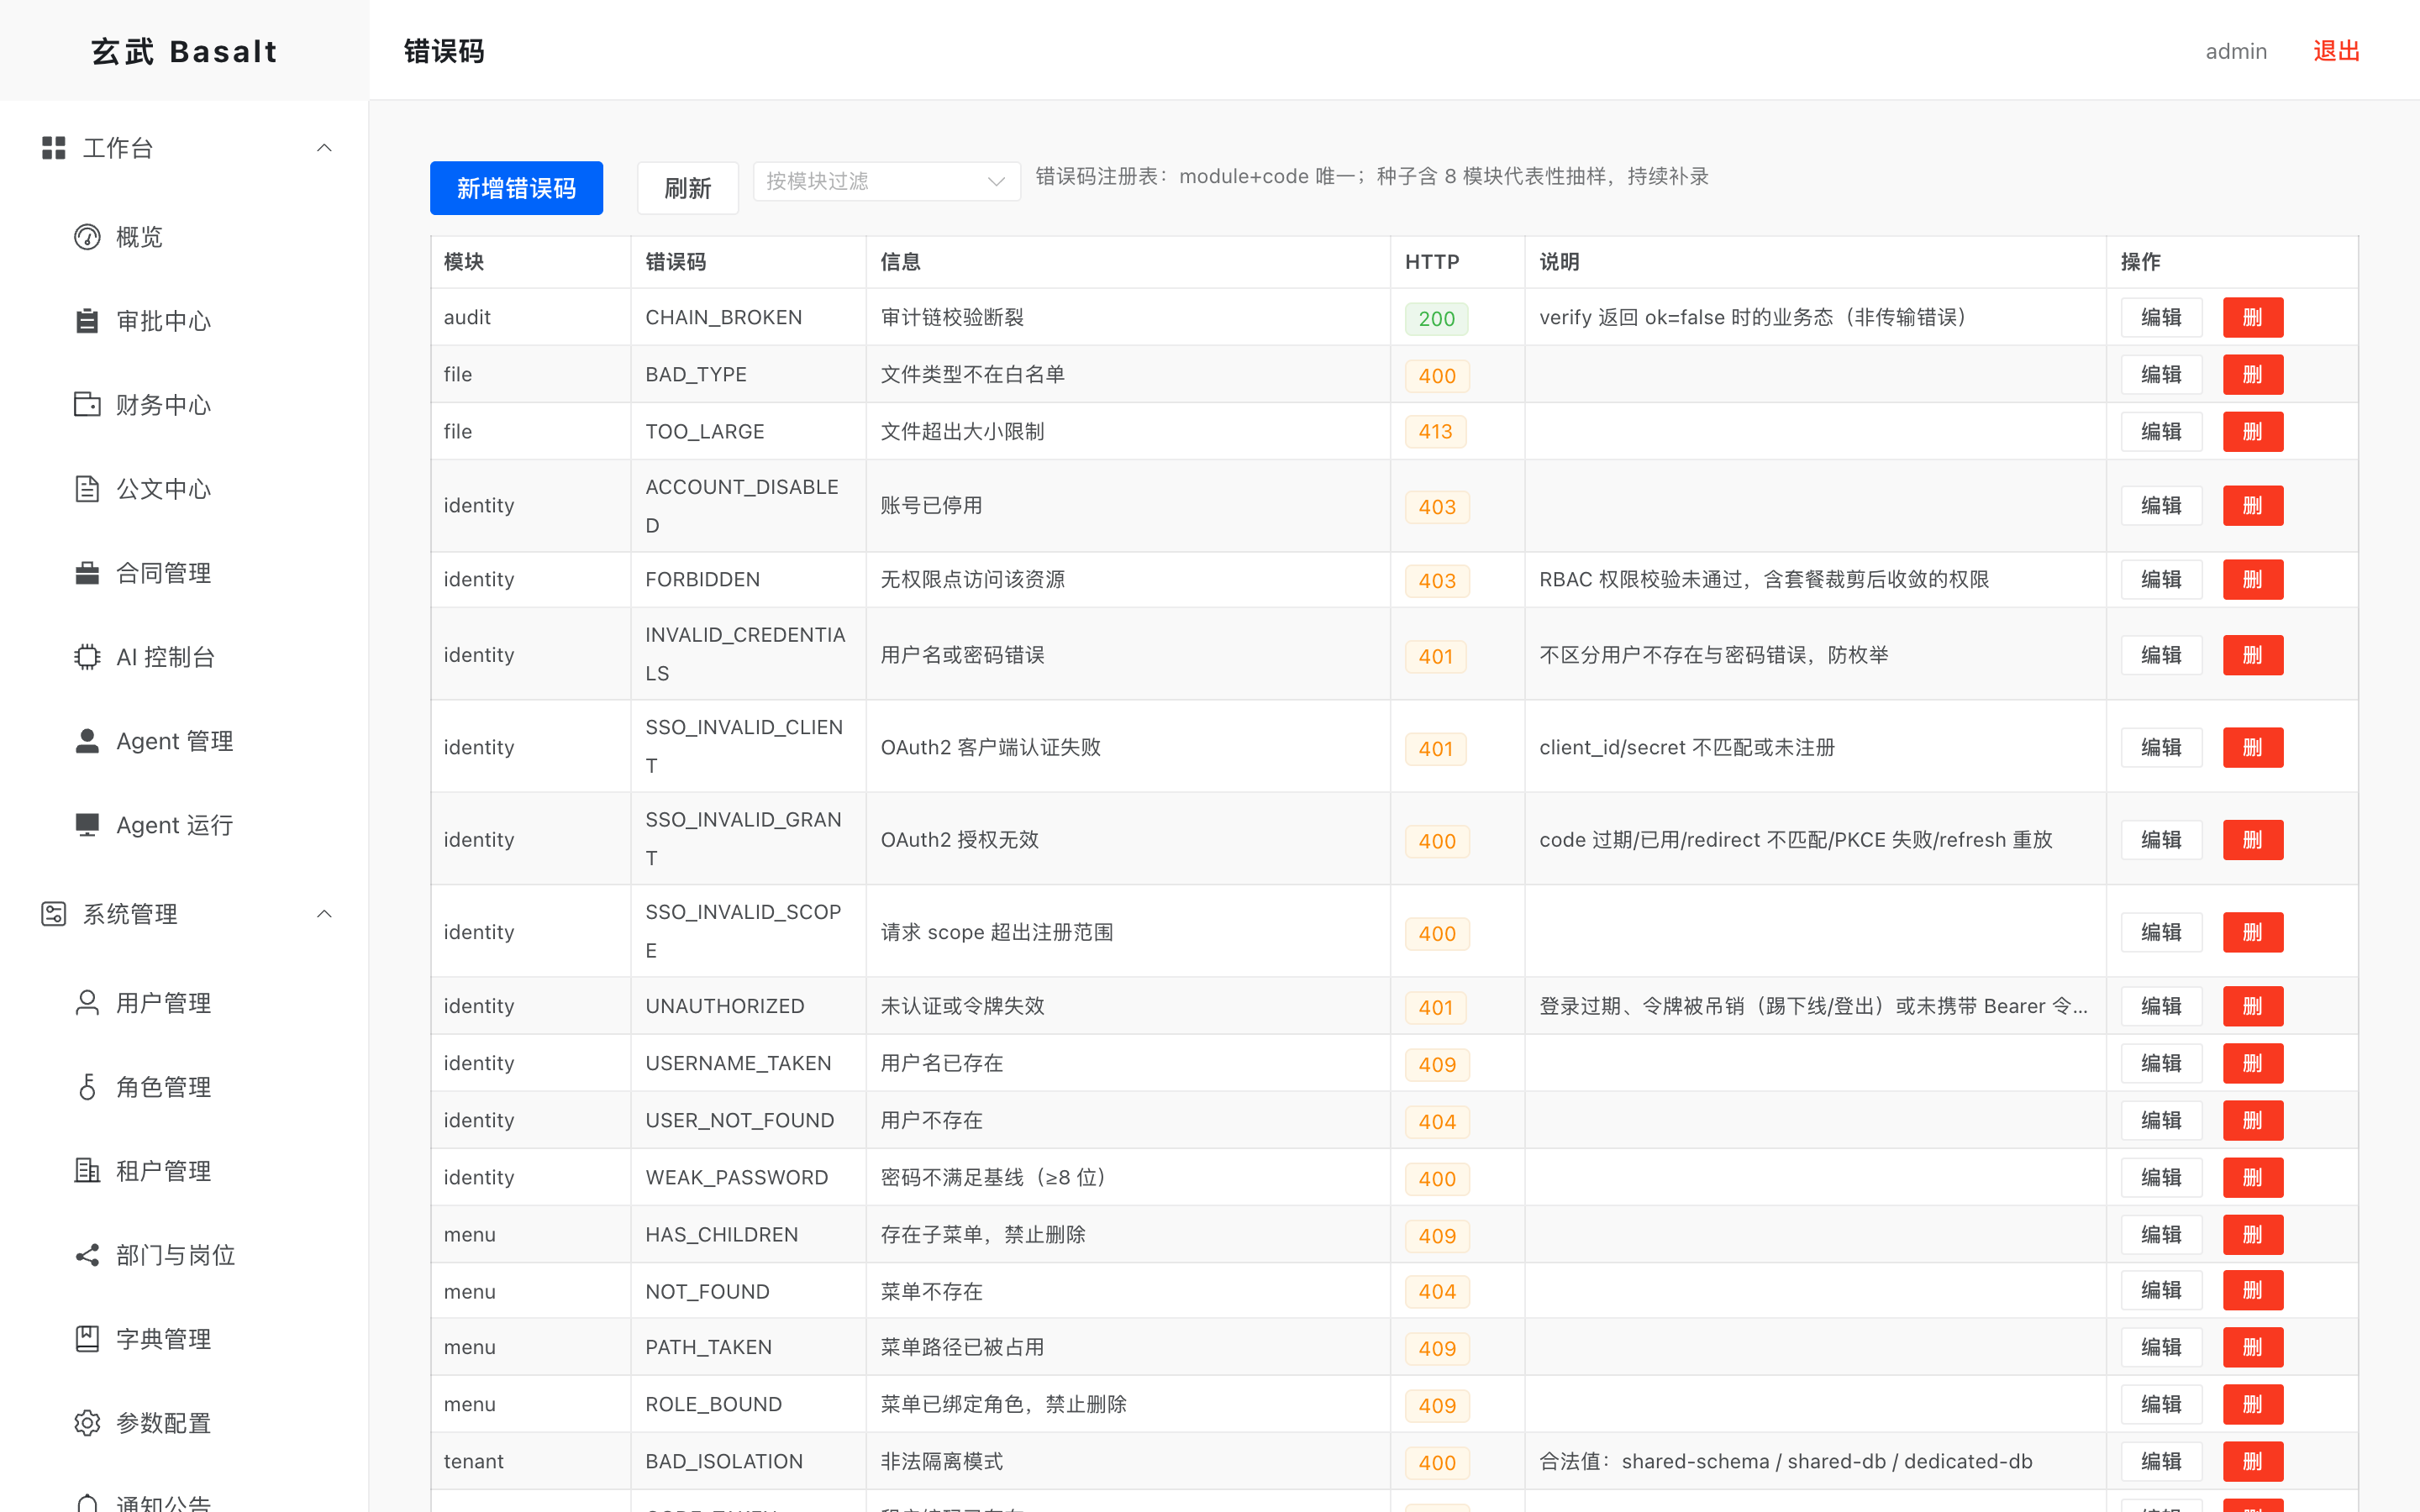 玄武 Basalt
错误码
admin
退出
工作台
概览
审批中心
财务中心
公文中心
合同管理
AI 控制台
Agent 管理
Agent 运行
系统管理
用户管理
角色管理
租户管理
部门与岗位
字典管理
参数配置
通知公告
新增错误码 刷新 按模块过滤 错误码注册表：module+code 唯一；种子含 8 模块代表性抽样，持续补录
模块 错误码 信息 HTTP 说明 操作
audit CHAIN_BROKEN 审计链校验断裂 200 verify 返回 ok=false 时的业务态（非传输错误） 编辑 删
file BAD_TYPE 文件类型不在白名单 400 编辑 删
file TOO_LARGE 文件超出大小限制 413 编辑 删
identity ACCOUNT_DISABLE
D 账号已停用 403 编辑 删
identity FORBIDDEN 无权限点访问该资源 403 RBAC 权限校验未通过，含套餐裁剪后收敛的权限 编辑 删
identity INVALID_CREDENTIA
LS 用户名或密码错误 401 不区分用户不存在与密码错误，防枚举 编辑 删
identity SSO_INVALID_CLIEN
T OAuth2 客户端认证失败 401 client_id/secret 不匹配或未注册 编辑 删
identity SSO_INVALID_GRAN
T OAuth2 授权无效 400 code 过期/已用/redirect 不匹配/PKCE 失败/refresh 重放 编辑 删
identity SSO_INVALID_SCOP
E 请求 scope 超出注册范围 400 编辑 删
identity UNAUTHORIZED 未认证或令牌失效 401 登录过期、令牌被吊销（踢下线/登出）或未携带 Bearer 令... 编辑 删
identity USERNAME_TAKEN 用户名已存在 409 编辑 删
identity USER_NOT_FOUND 用户不存在 404 编辑 删
identity WEAK_PASSWORD 密码不满足基线（≥8 位） 400 编辑 删
menu HAS_CHILDREN 存在子菜单，禁止删除 409 编辑 删
menu NOT_FOUND 菜单不存在 404 编辑 删
menu PATH_TAKEN 菜单路径已被占用 409 编辑 删
menu ROLE_BOUND 菜单已绑定角色，禁止删除 409 编辑 删
tenant BAD_ISOLATION 非法隔离模式 400 合法值：shared-schema / shared-db / dedicated-db 编辑 删